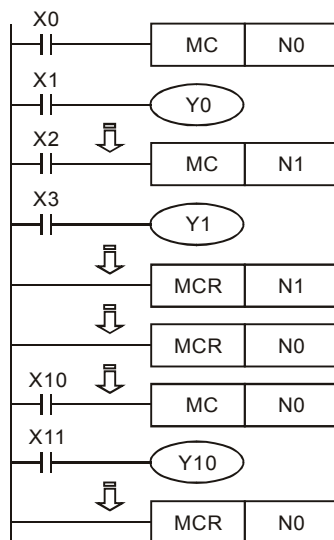 X0
MC N0
X1
Y0
X2
MC N1
X3
Y1
MCR N1
MCR N0
X10
MC N0
X11
Y10
MCR N0